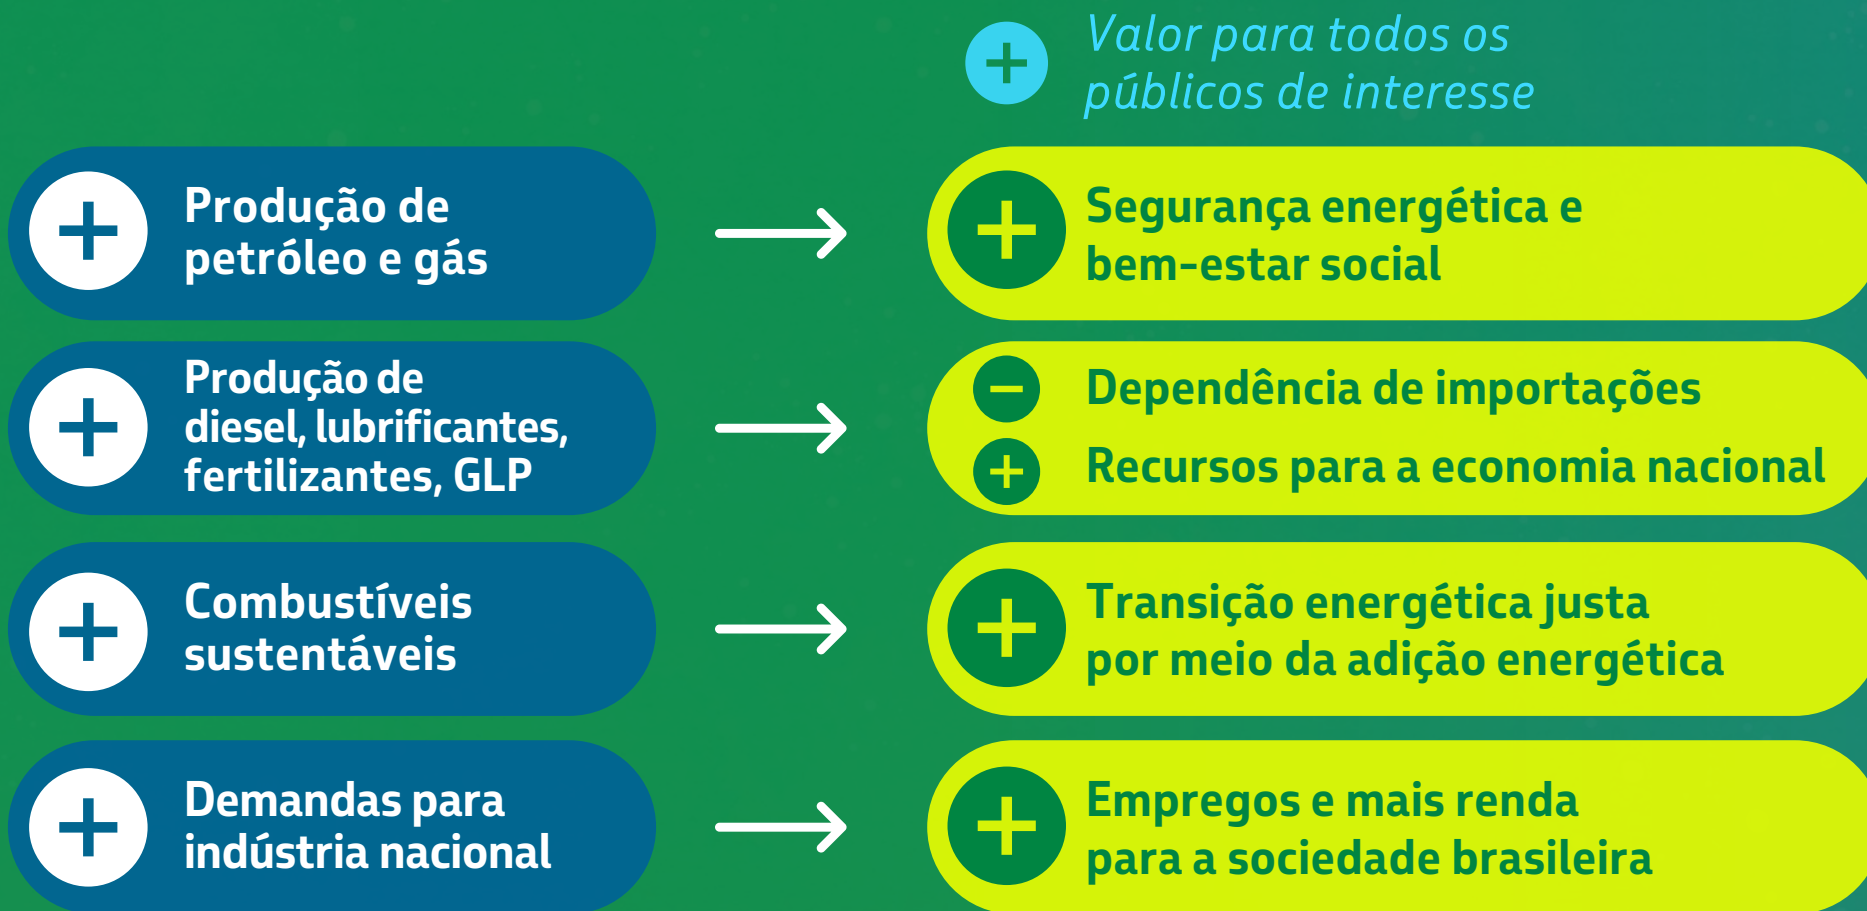 + Valor para todos os
públicos de interesse
+ Produção de
petróleo e gás
+ Segurança energética e
bem-estar social
+ Produção de
diesel, lubrificantes,
fertilizantes, GLP
− Dependência de importações
+ Recursos para a economia nacional
+ Combustíveis
sustentáveis
+ Transição energética justa
por meio da adição energética
+ Demandas para
indústria nacional
+ Empregos e mais renda
para a sociedade brasileira